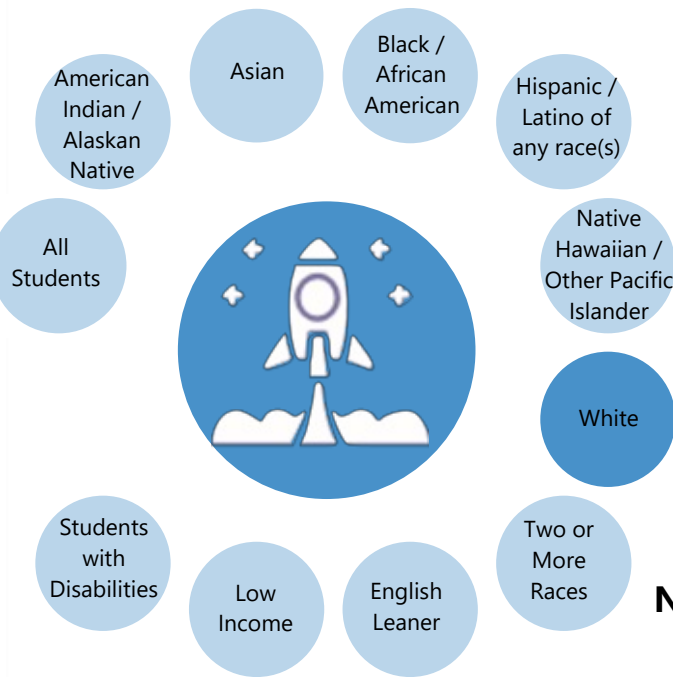 Asian
Black /
African
American
American
Indian /
Alaskan
Native
Hispanic /
Latino of
any race(s)
All
Students
Native
Hawaiian /
Other Pacific
Islander
White
Students
with
Disabilities
Low
Income
English
Leaner
Two or
More
Races
N